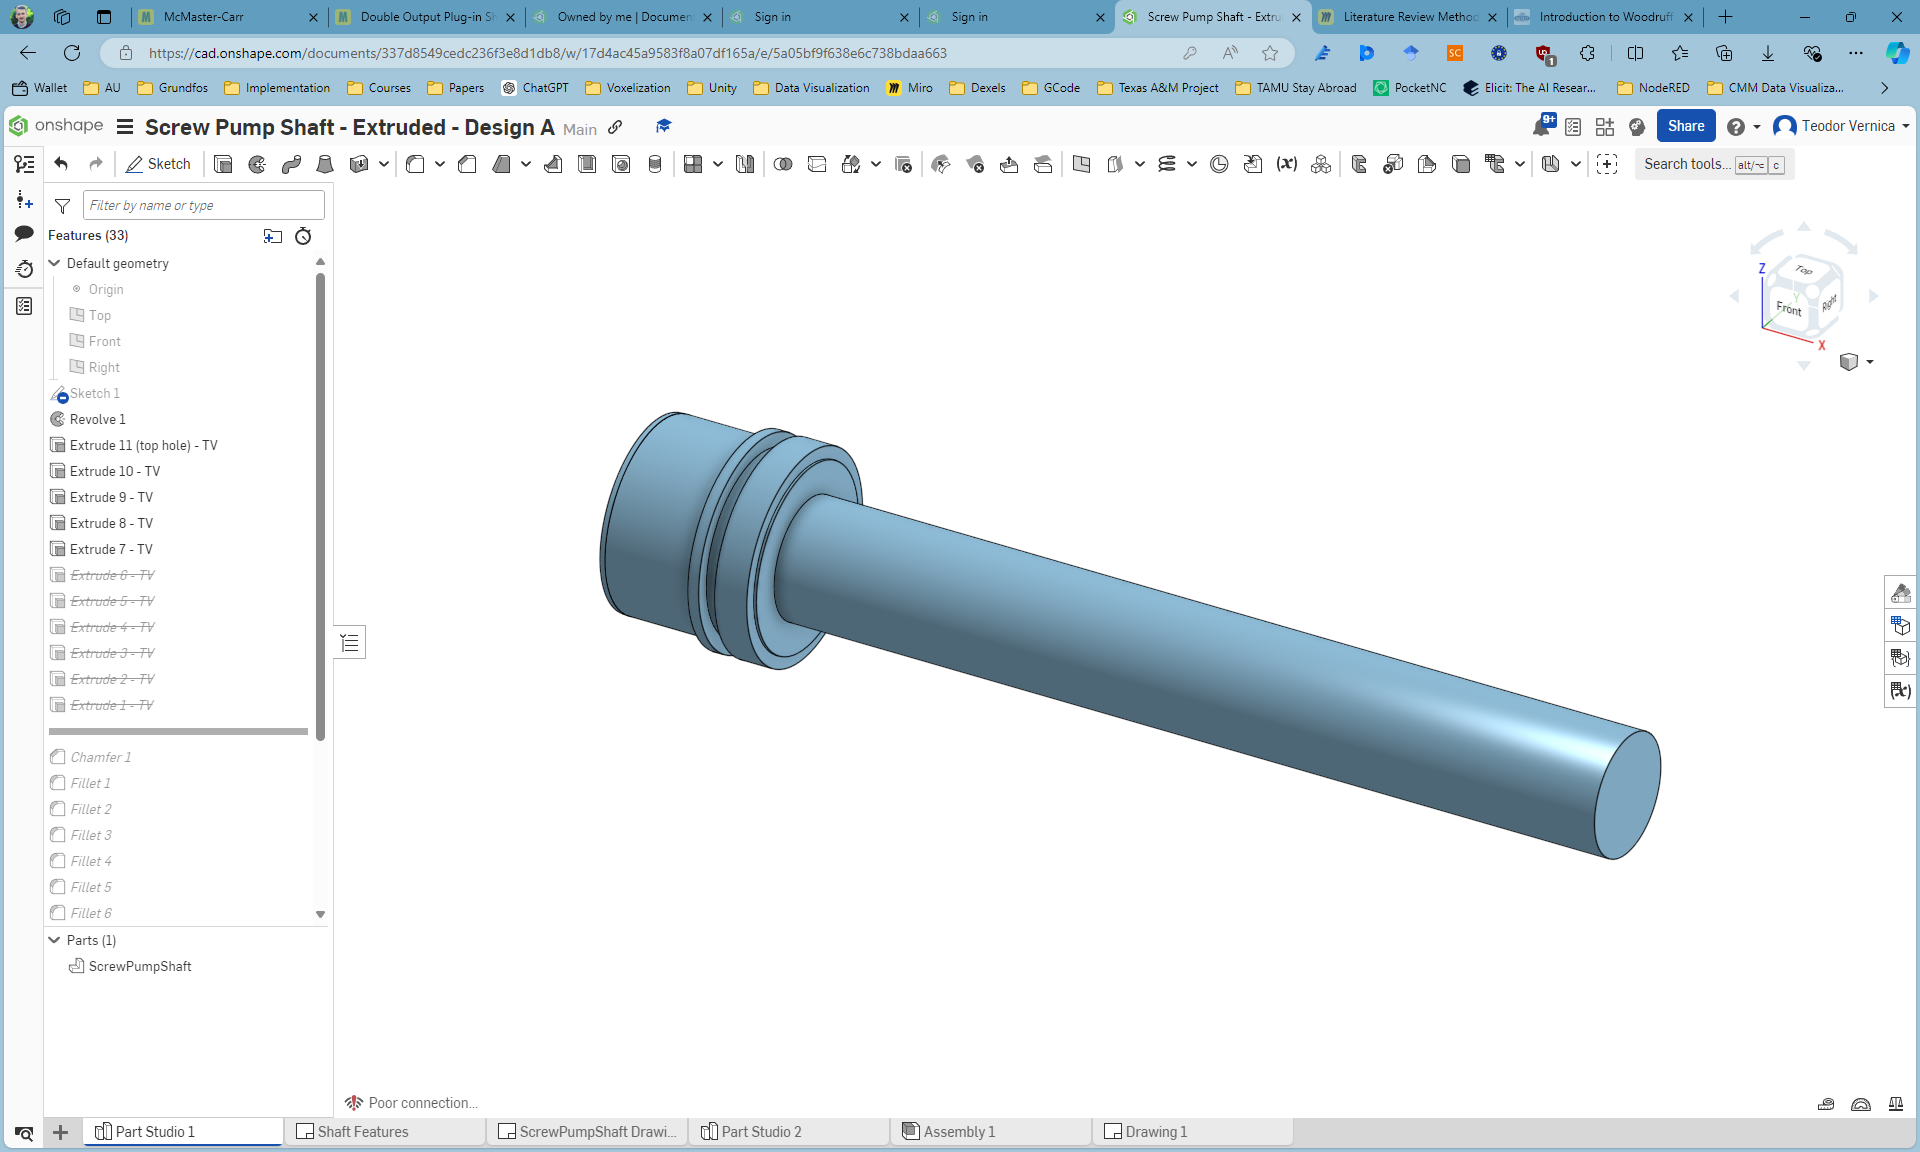 McMaster-Carr
Double Output Plug-in Sh
Owned by me | Documen
Sign in
Sign in
Screw Pump Shaft - Extru
Literature Review Method
Introduction to Woodruff
https://cad.onshape.com/documents/337d8549cedc236f3e8d1db8/w/17d4ac45a9583f8a07df165a/e/5a05bf9f638e6c738bdaa663
Wallet
AU
Grundfos
Implementation
Courses
Papers
ChatGPT
Voxelization
Unity
Data Visualization
Miro
Dexels
GCode
Texas A&M Project
TAMU Stay Abroad
PocketNC
Elicit: The AI Resear...
NodeRED
CMM Data Visualiza...
onshape
Screw Pump Shaft - Extruded - Design A
Main
9+
Share
Teodor Vernica
Sketch
Search tools...
alt/⌥
c
Filter by name or type
Features (33)
Default geometry
Origin
Top
Front
Right
Sketch 1
Revolve 1
Extrude 11 (top hole) - TV
Extrude 10 - TV
Extrude 9 - TV
Extrude 8 - TV
Extrude 7 - TV
Extrude 6 - TV
Extrude 5 - TV
Extrude 4 - TV
Extrude 3 - TV
Extrude 2 - TV
Extrude 1 - TV
Chamfer 1
Fillet 1
Fillet 2
Fillet 3
Fillet 4
Fillet 5
Fillet 6
Parts (1)
ScrewPumpShaft
Z
Top
Y
Front
Right
X
Poor connection...
Part Studio 1
Shaft Features
ScrewPumpShaft Drawi...
Part Studio 2
Assembly 1
Drawing 1